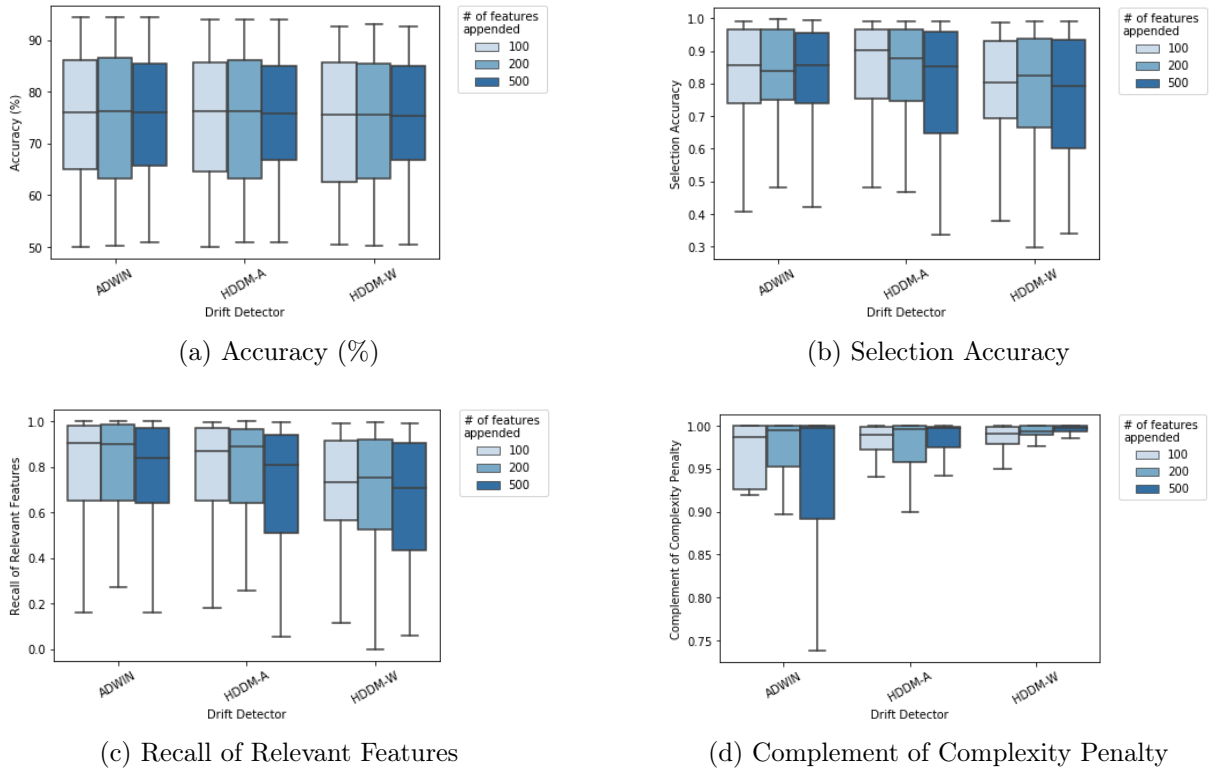 Accuracy (%)
90
80
70
60
50
ADWIN
HDDM-A
HDDM-W
Drift Detector
# of features
appended
100
200
500
(a) Accuracy (%)
Selection Accuracy
1.0
0.9
0.8
0.7
0.6
0.5
0.4
0.3
ADWIN
HDDM-A
HDDM-W
Drift Detector
# of features
appended
100
200
500
(b) Selection Accuracy
Recall of Relevant Features
1.0
0.8
0.6
0.4
0.2
0.0
ADWIN
HDDM-A
HDDM-W
Drift Detector
# of features
appended
100
200
500
(c) Recall of Relevant Features
Complement of Complexity Penalty
1.00
0.95
0.90
0.85
0.80
0.75
ADWIN
HDDM-A
HDDM-W
Drift Detector
# of features
appended
100
200
500
(d) Complement of Complexity Penalty